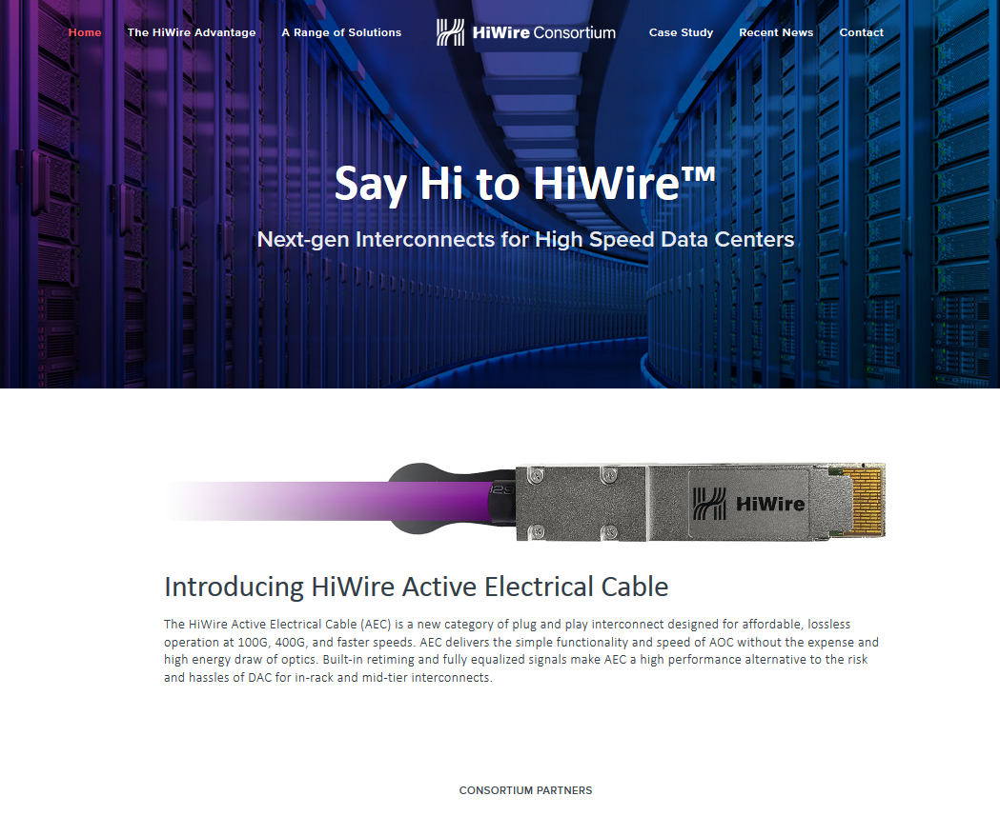 Home The HiWire Advantage A Range of Solutions HiWire Consortium Case Study Recent News Contact
Say Hi to HiWire™
Next-gen Interconnects for High Speed Data Centers
HiWire
Introducing HiWire Active Electrical Cable
The HiWire Active Electrical Cable (AEC) is a new category of plug and play interconnect designed for affordable, lossless
operation at 100G, 400G, and faster speeds. AEC delivers the simple functionality and speed of AOC without the expense and
high energy draw of optics. Built-in retiming and fully equalized signals make AEC a high performance alternative to the risk
and hassles of DAC for in-rack and mid-tier interconnects.
CONSORTIUM PARTNERS